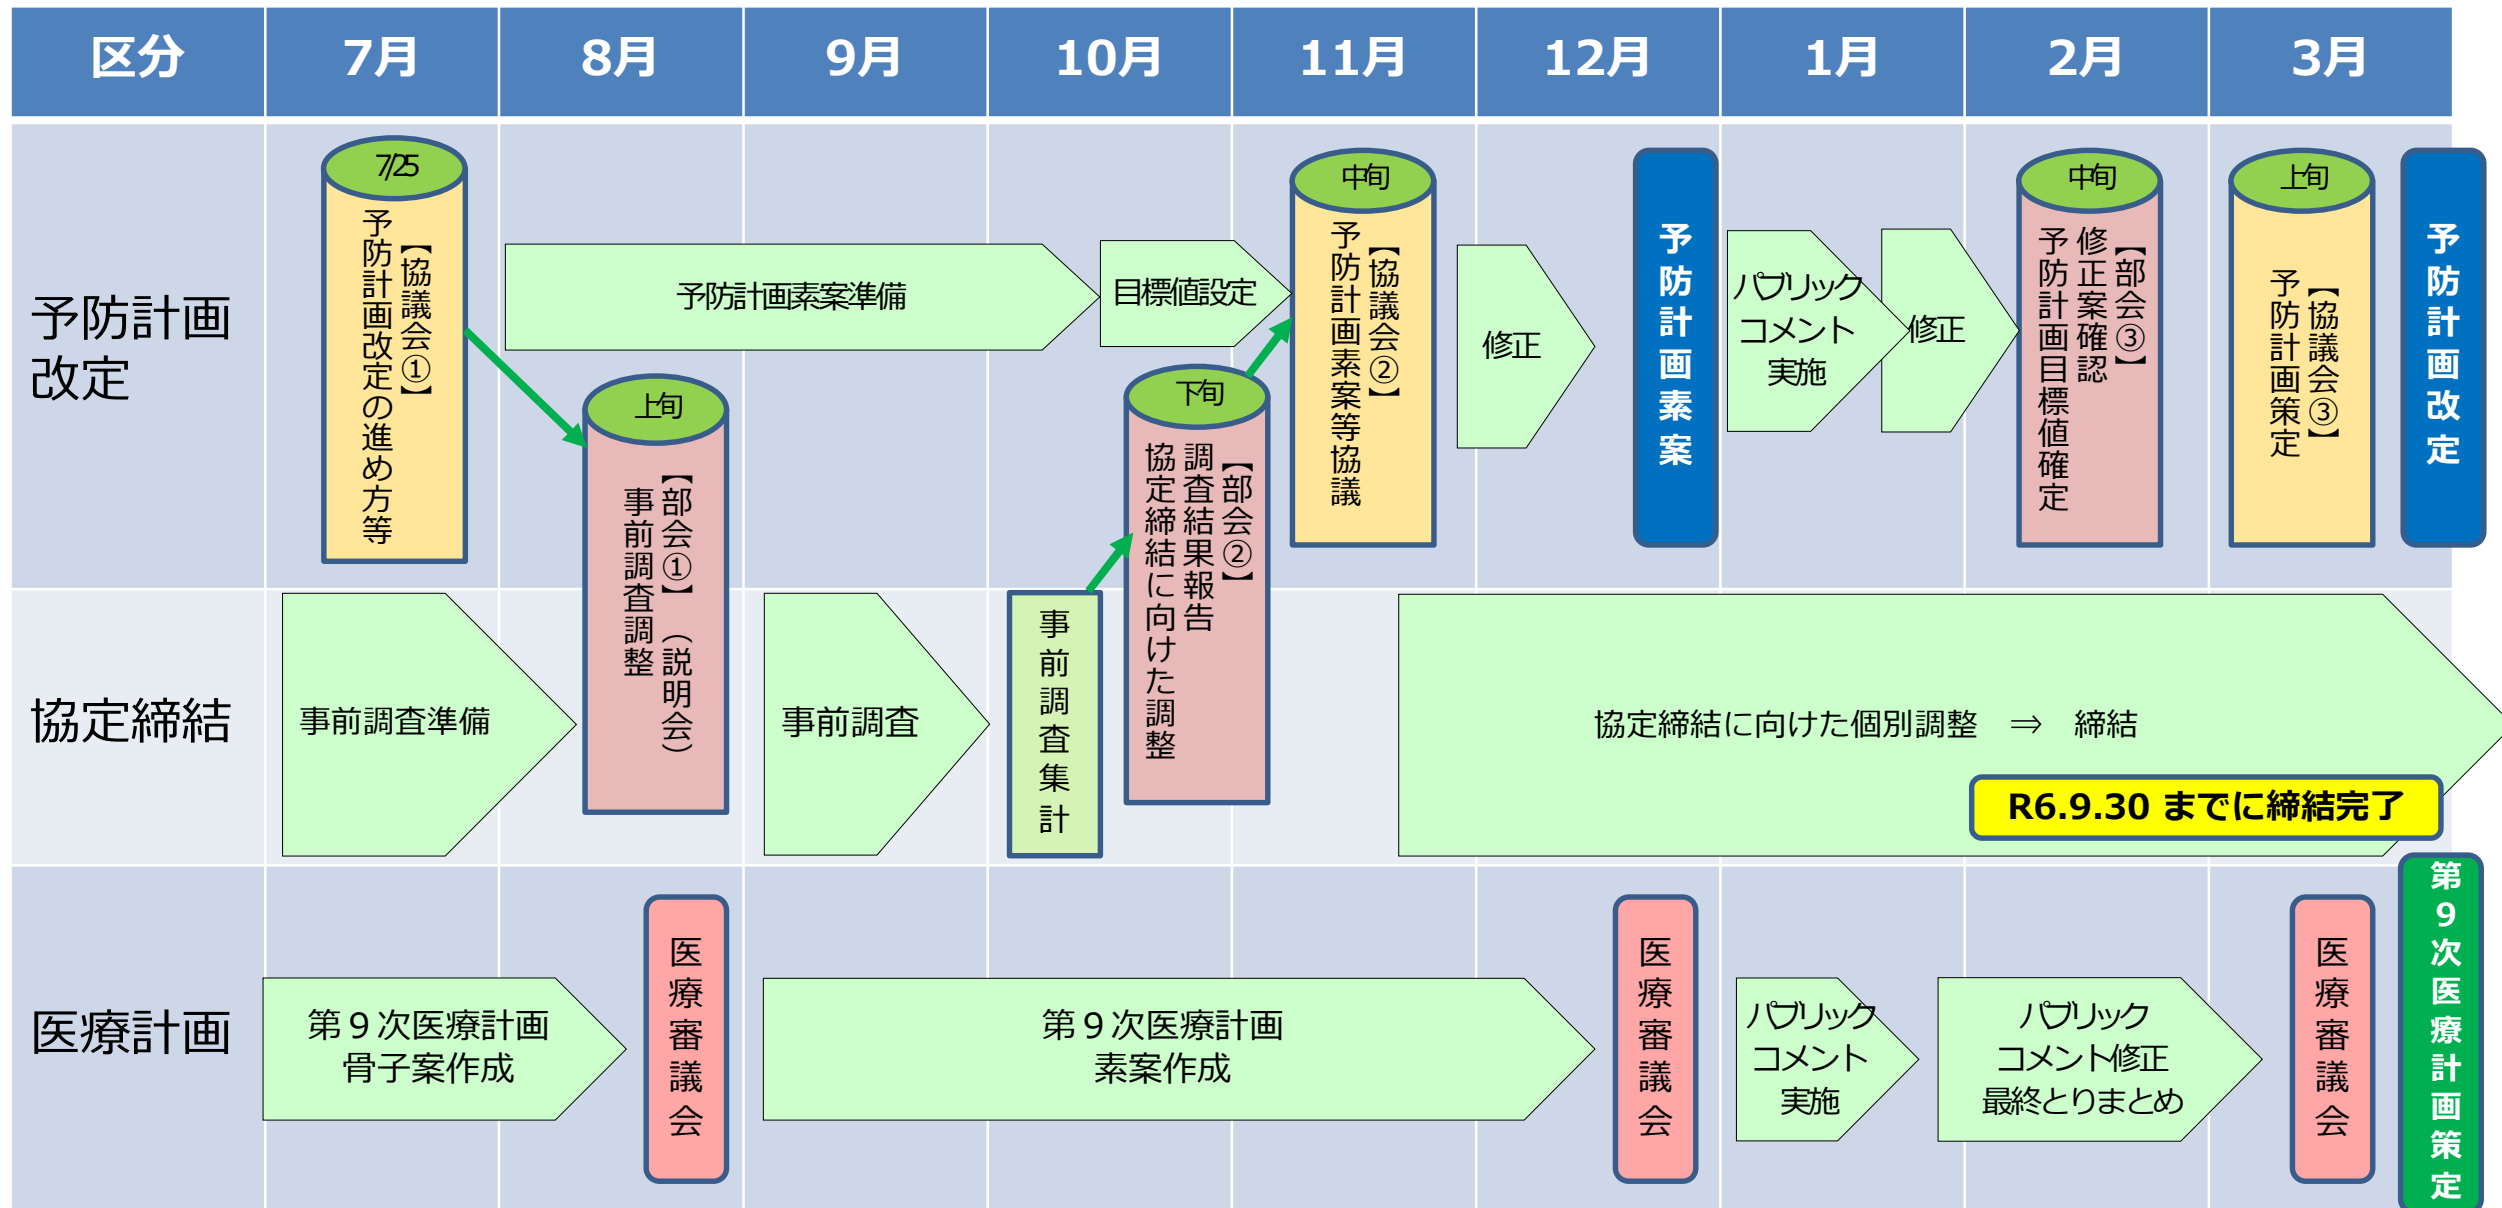 区分
7月
8月
9月
10月
11月
12月
1月
2月
3月
予防計画
改定
7/25
【協議会①】
予防計画改定の進め方等
予防計画素案準備
上旬
【部会①】（説明会）
事前調査調整
目標値設定
下旬
【部会②】
調査結果報告
協定締結に向けた調整
中旬
【協議会②】
予防計画素案等協議
修正
予防計画素案
パブリック
コメント
実施
修正
中旬
【部会③】
修正案確認
予防計画目標値確定
上旬
【協議会③】
予防計画策定
予防計画改定
協定締結
事前調査準備
事前調査
事前調査集計
協定締結に向けた個別調整　⇒　締結
R6.9.30 までに締結完了
医療計画
第９次医療計画
骨子案作成
医療審議会
第９次医療計画
素案作成
医療審議会
パブリック
コメント
実施
パブリック
コメント修正
最終とりまとめ
医療審議会
第９次医療計画策定